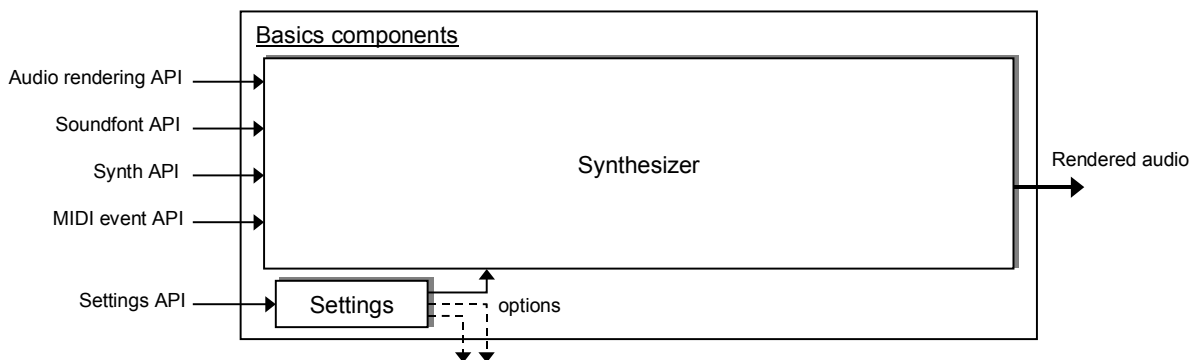 Basics components
Audio rendering API
Soundfont API
Synth API
MIDI event API
Synthesizer
Rendered audio
Settings API
Settings
options